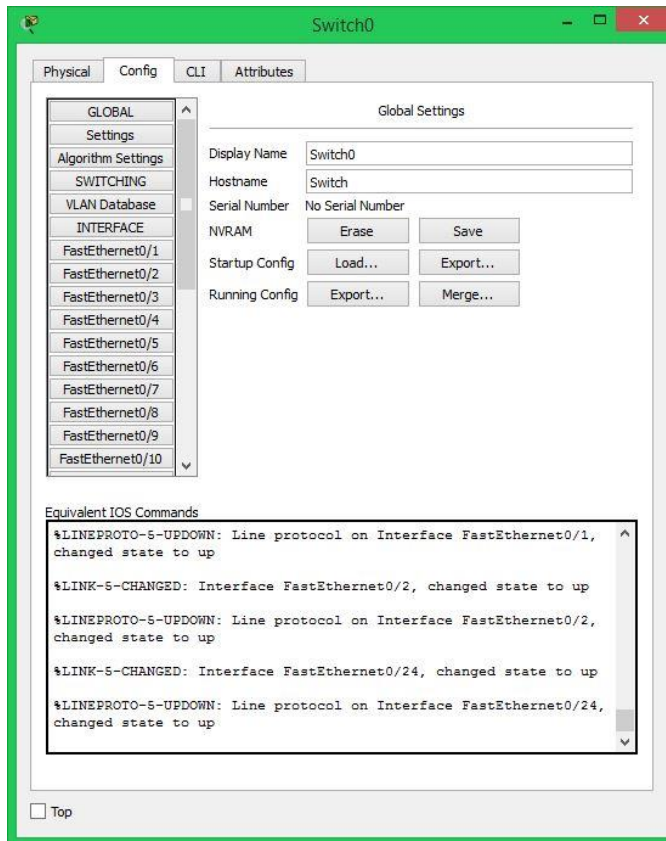 Switch0
Physical
Config
CLI
Attributes
GLOBAL
Settings
Algorithm Settings
SWITCHING
VLAN Database
INTERFACE
FastEthernet0/1
FastEthernet0/2
FastEthernet0/3
FastEthernet0/4
FastEthernet0/5
FastEthernet0/6
FastEthernet0/7
FastEthernet0/8
FastEthernet0/9
FastEthernet0/10
Global Settings
Display Name Switch0
Hostname Switch
Serial Number No Serial Number
NVRAM Erase Save
Startup Config Load... Export...
Running Config Export... Merge...
Equivalent IOS Commands
%LINEPROTO-5-UPDOWN: Line protocol on Interface FastEthernet0/1,
changed state to up
%LINK-5-CHANGED: Interface FastEthernet0/2, changed state to up
%LINEPROTO-5-UPDOWN: Line protocol on Interface FastEthernet0/2,
changed state to up
%LINK-5-CHANGED: Interface FastEthernet0/24, changed state to up
%LINEPROTO-5-UPDOWN: Line protocol on Interface FastEthernet0/24,
changed state to up
Top